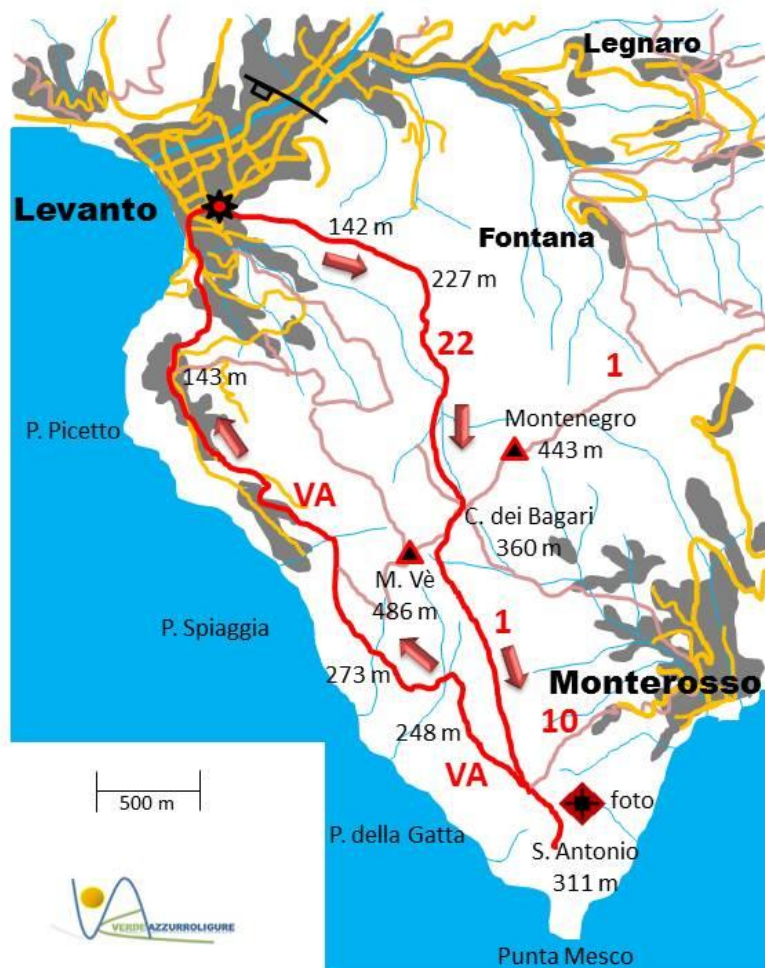 Legnaro
Levanto
142 m
Fontana
227 m
22
1
143 m
Montenegro
443 m
P. Picetto
VA
C. dei Bagari
360 m
M. Vè
486 m
1
P. Spiaggia
273 m
Monterosso
10
248 m
VA
foto
500 m
P. della Gatta
S. Antonio
311 m
VERDEAZZURROLIGURE
Punta Mesco